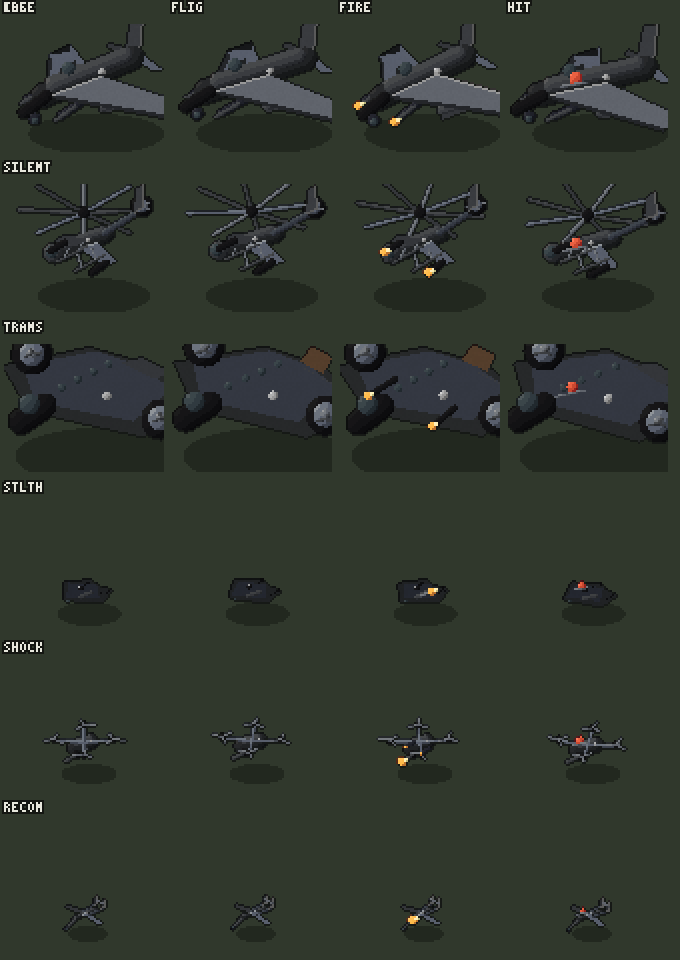 FLIG FIRE HIT
SILENT
TRANS
STLTH
SHOCK
RECON